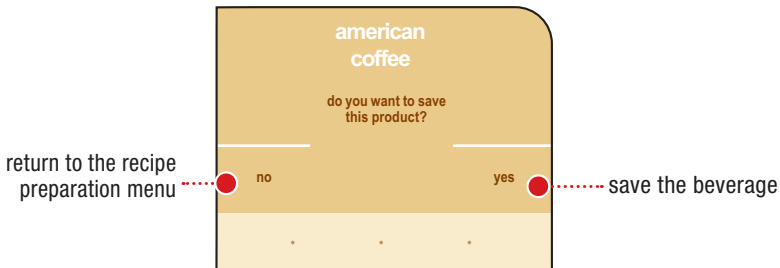 american
coffee
do you want to save
this product?
return to the recipe
preparation menu
no
yes
save the beverage